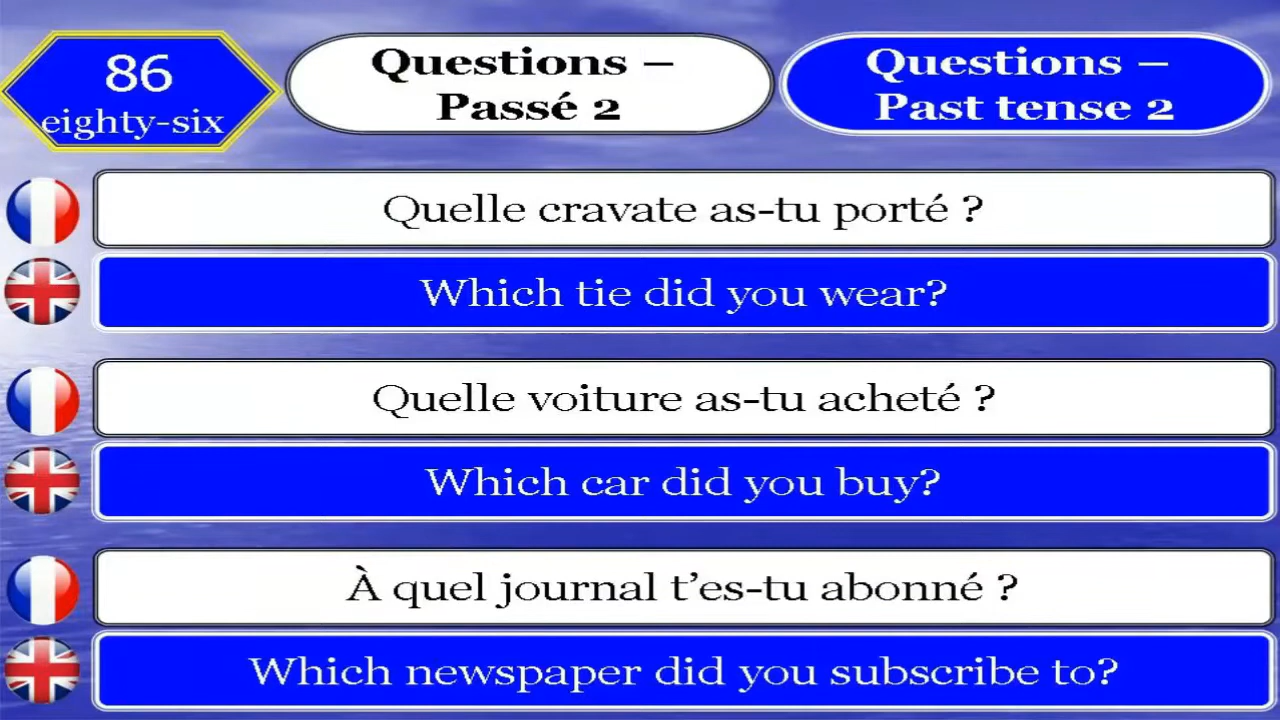 86
eighty-six
Questions –
Passé 2
Questions –
Past tense 2
Quelle cravate as-tu porté ?
Which tie did you wear?
Quelle voiture as-tu acheté ?
Which car did you buy?
À quel journal t’es-tu abonné ?
Which newspaper did you subscribe to?